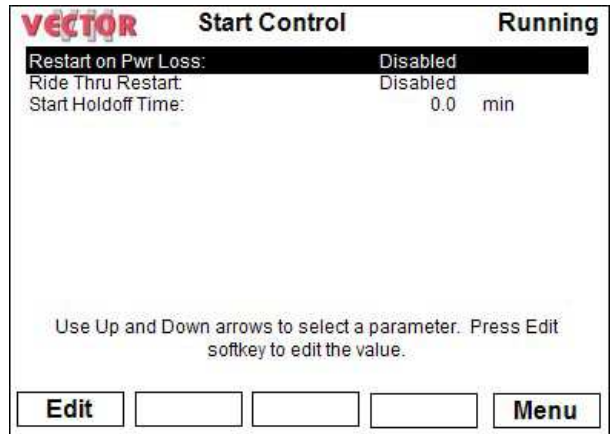 VECTOR Start Control Running
Restart on Pwr Loss: Disabled
Ride Thru Restart: Disabled
Start Holdoff Time: 0.0 min
Use Up and Down arrows to select a parameter. Press Edit
softkey to edit the value.
Edit Menu